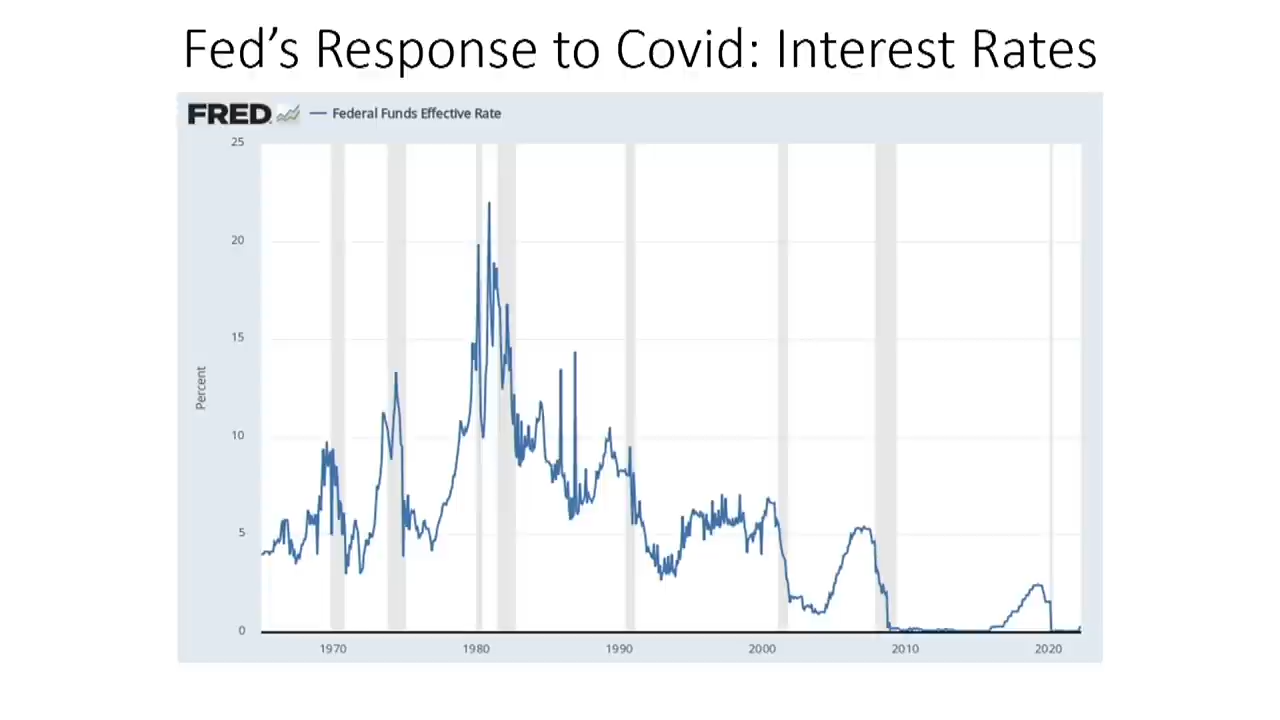 Fed's Response to Covid: Interest Rates
FRED — Federal Funds Effective Rate
25
20
15
10
5
0
Percent
1970 1980 1990 2000 2010 2020